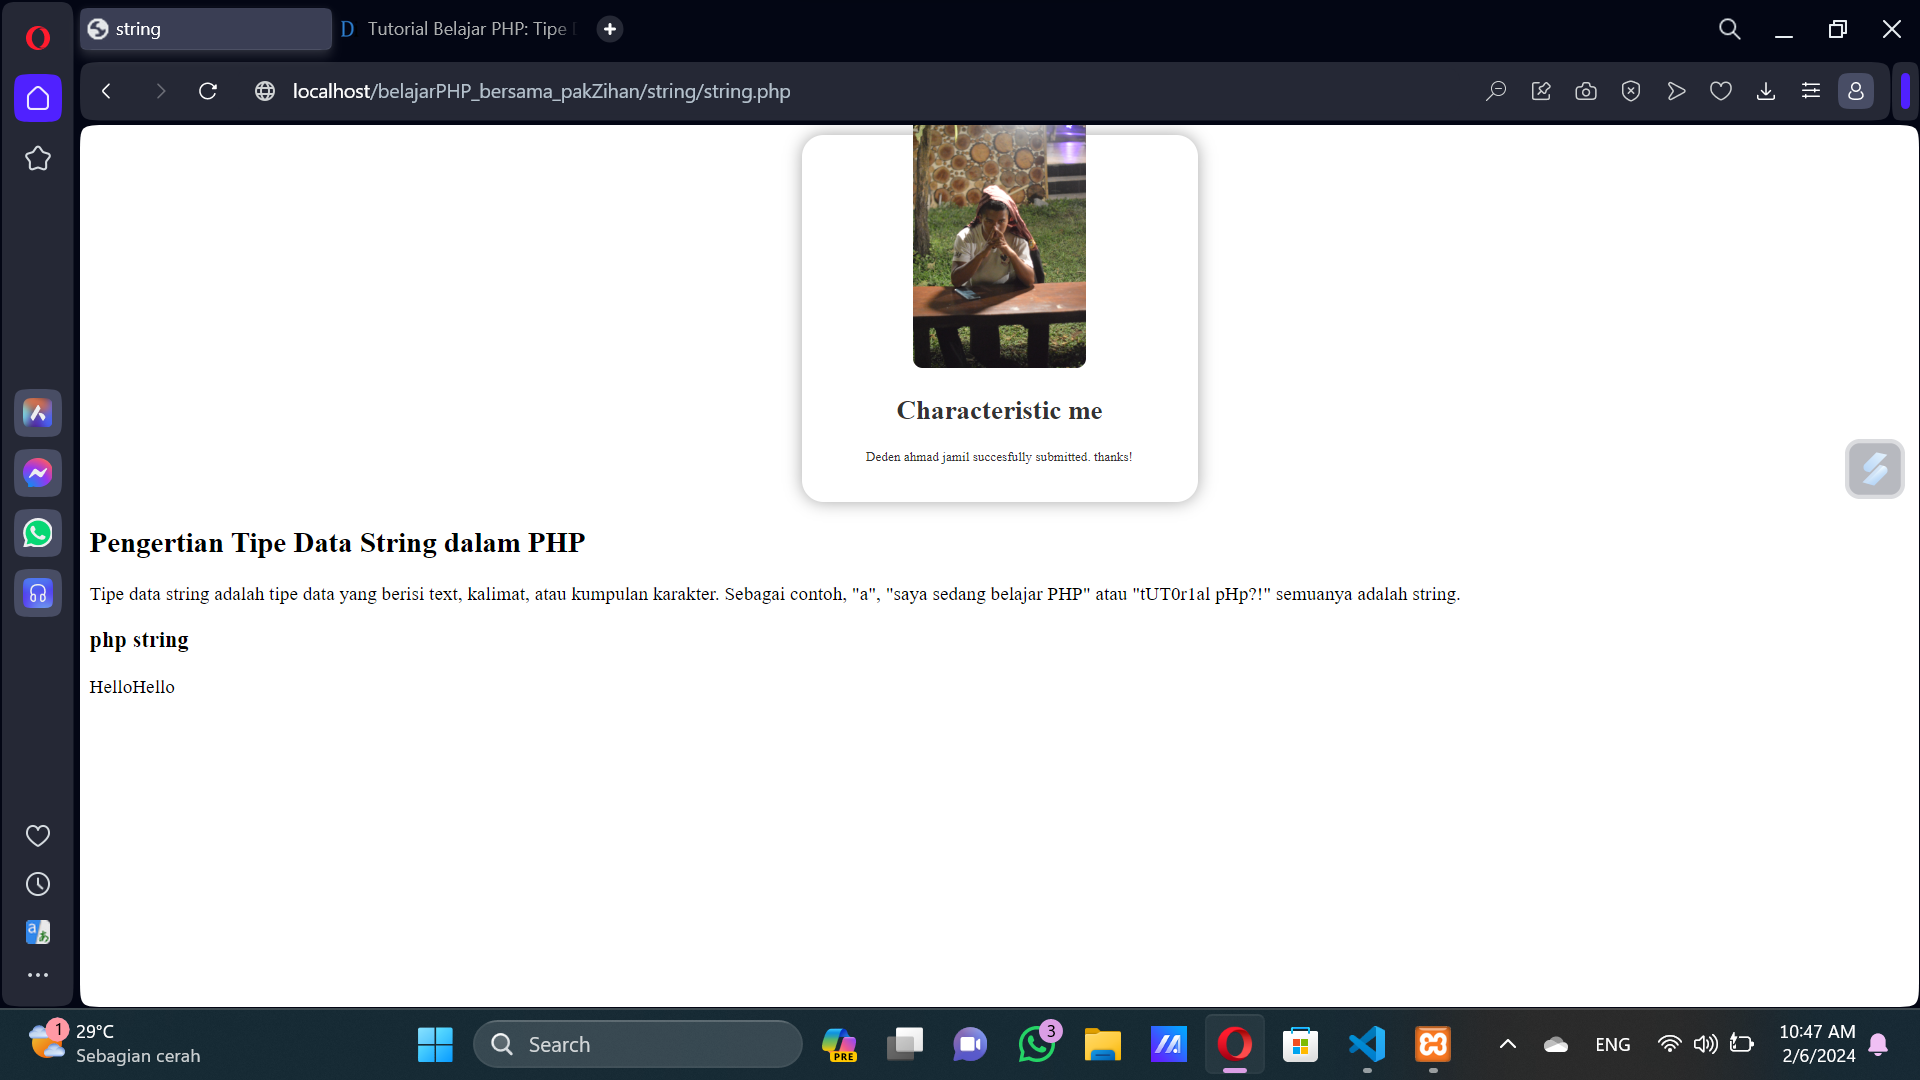 string
Tutorial Belajar PHP: Tipe
localhost/belajarPHP_bersama_pakZihan/string/string.php
Characteristic me
Deden ahmad jamil succesfully submitted. thanks!
Pengertian Tipe Data String dalam PHP
Tipe data string adalah tipe data yang berisi text, kalimat, atau kumpulan karakter. Sebagai contoh, "a", "saya sedang belajar PHP" atau "tUT0r1al pHp?!" semuanya adalah string.
php string
HelloHello
1
29°C
Sebagian cerah
Search
PRE
3
ENG
10:47 AM
2/6/2024